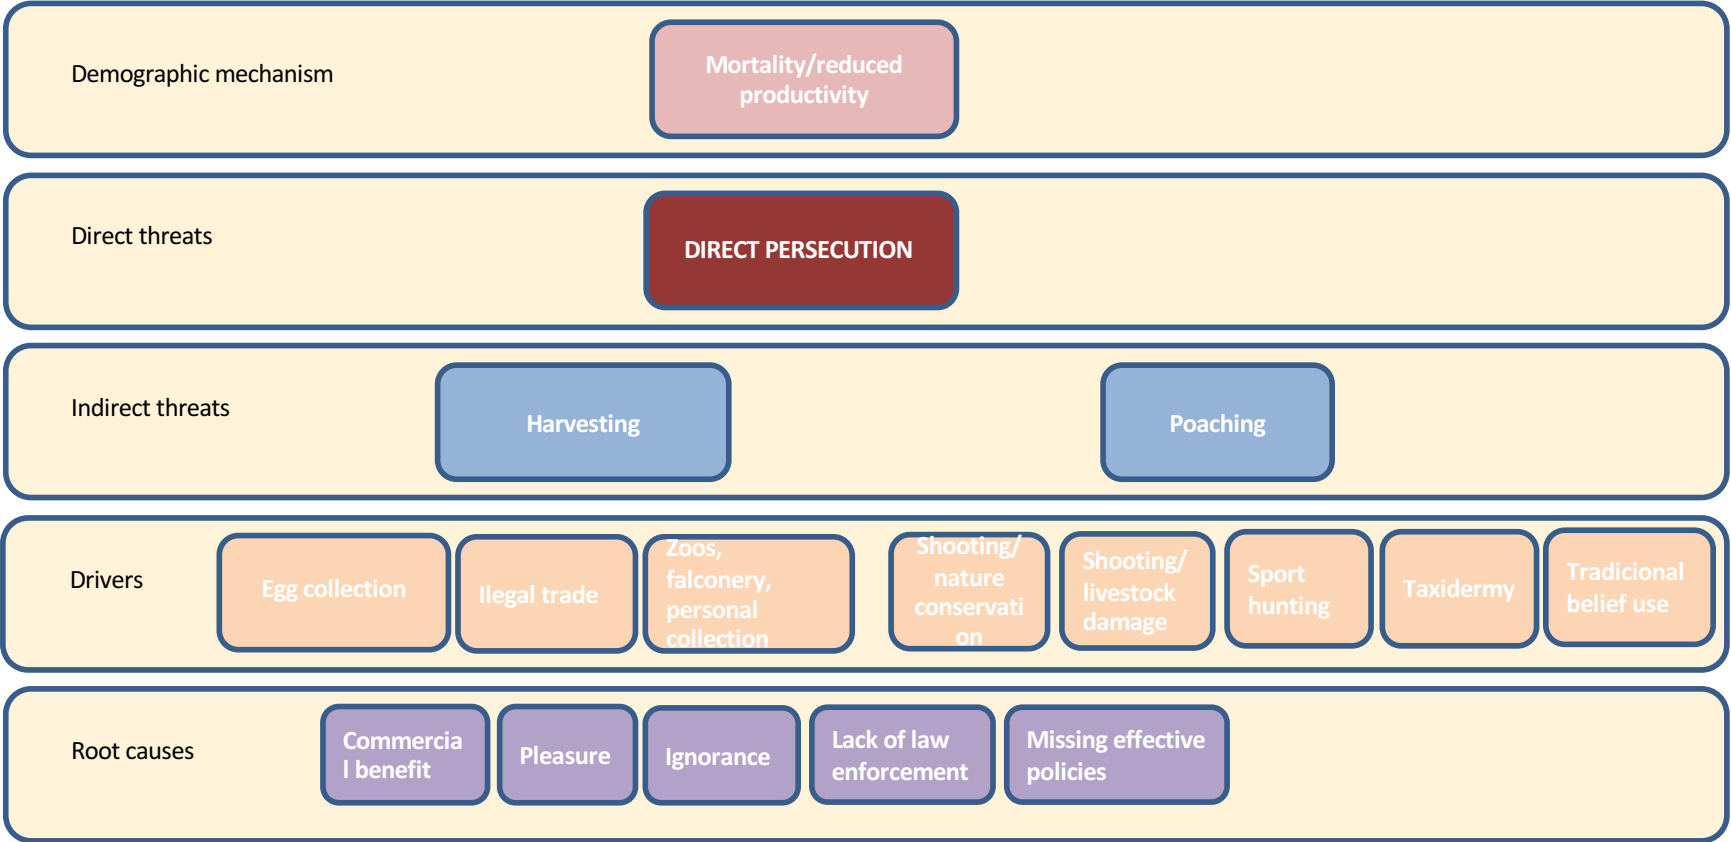 Demographic mechanism
Mortality/reduced
productivity
Direct threats
DIRECT PERSECUTION
Indirect threats
Harvesting
Poaching
Drivers
Egg collection
Ilegal trade
Zoos,
falconery,
personal
collection
Shooting/
nature
conservati
on
Shooting/
livestock
damage
Sport
hunting
Taxidermy
Tradicional
belief use
Root causes
Commercia
l benefit
Pleasure
Ignorance
Lack of law
enforcement
Missing effective
policies